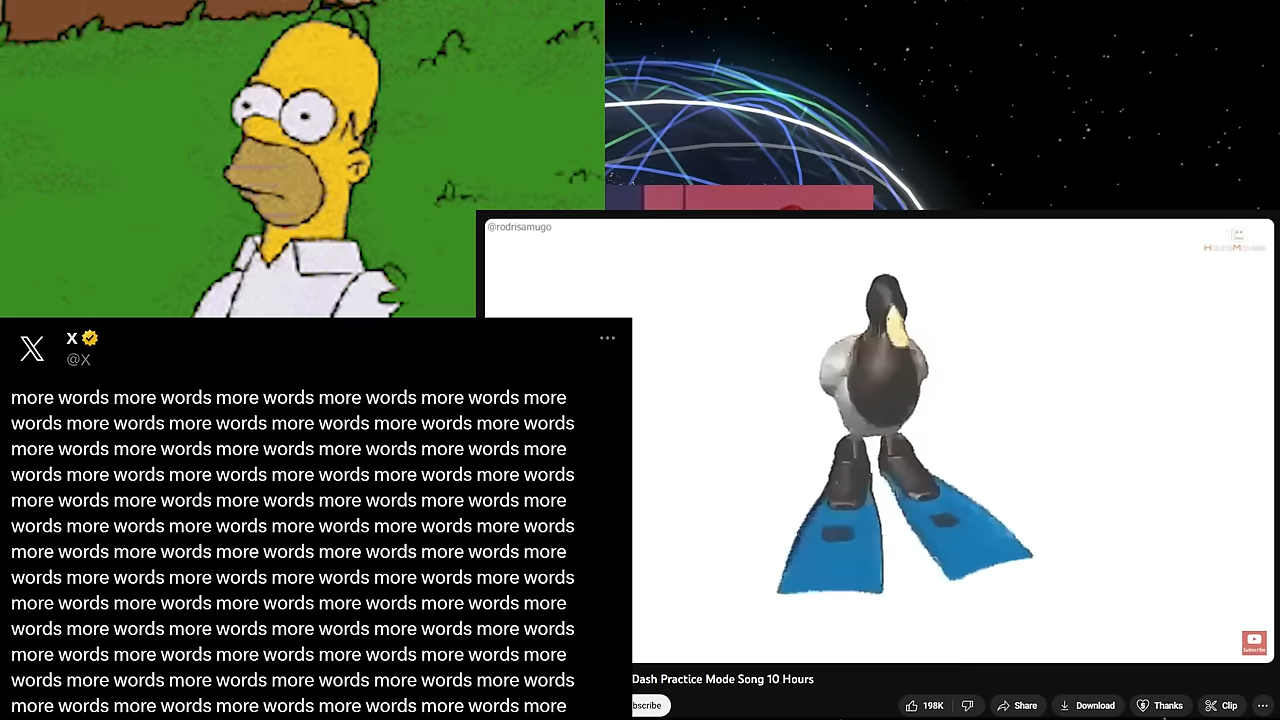 X
@X
more words more words more words more words more words more
words more words more words more words more words more words
more words more words more words more words more words more
words more words more words more words more words more words
more words more words more words more words more words more
words more words more words more words more words more words
more words more words more words more words more words more
words more words more words more words more words more words
more words more words more words more words more words more
words more words more words more words more words more words
more words more words more words more words more words more
words more words more words more words more words more words
more words more words more words more words more words more
@rodrisamugo
Subscribe
Dash Practice Mode Song 10 Hours
bscribe
198K
Share
Download
Thanks
Clip